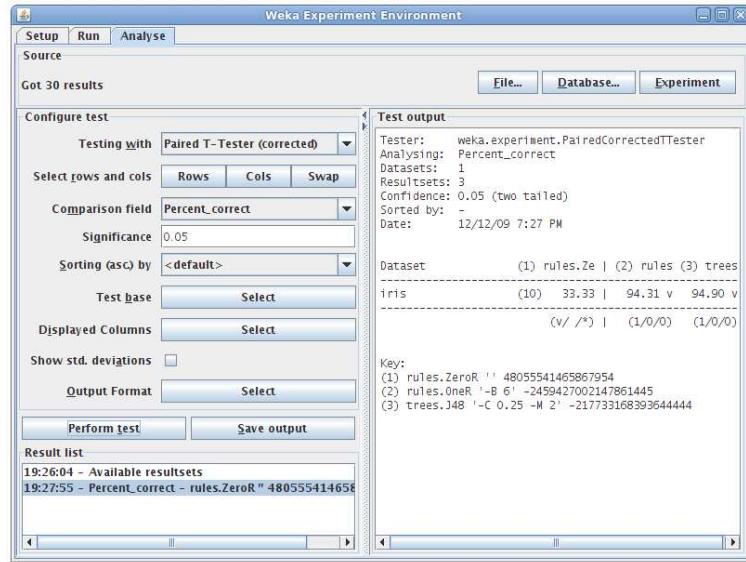 Weka Experiment Environment
Setup Run Analyse
Source
Got 30 results
File... Database... Experiment
Configure test
Testing with Paired T-Tester (corrected)
Select rows and cols Rows Cols Swap
Comparison field Percent_correct
Significance 0.05
Sorting (asc.) by <default>
Test base Select
Displayed Columns Select
Show std. deviations
Output Format Select
Perform test Save output
Result list
19:26:04 - Available resultsets
19:27:55 - Percent_correct - rules.ZeroR '' 480555414658
Test output
Tester: weka.experiment.PairedCorrectedTTester
Analysing: Percent_correct
Datasets: 1
Resultsets: 3
Confidence: 0.05 (two tailed)
Sorted by: -
Date: 12/12/09 7:27 PM
Dataset (1) rules.Ze | (2) rules (3) trees
--------------------------------------------------------------
iris (10) 33.33 | 94.31 v 94.90 v
--------------------------------------------------------------
(v/ /*) | (1/0/0) (1/0/0)
Key:
(1) rules.ZeroR '' 48055541465867954
(2) rules.OneR '-B 6' -2459427002147861445
(3) trees.J48 '-C 0.25 -M 2' -217733168393644444